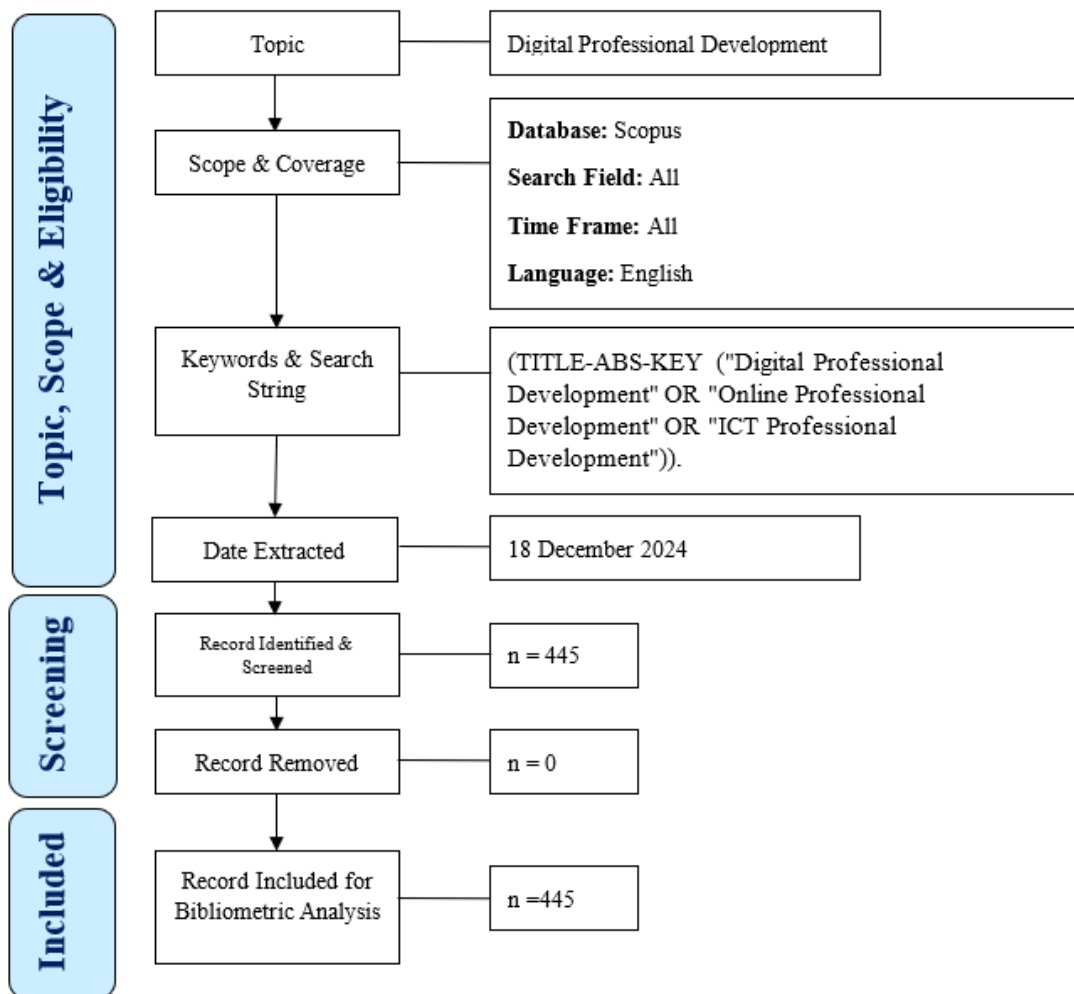 Topic, Scope & Eligibility
Topic
Digital Professional Development
Scope & Coverage
Database: Scopus
Search Field: All
Time Frame: All
Language: English
Keywords & Search
String
(TITLE-ABS-KEY ("Digital Professional
Development" OR "Online Professional
Development" OR "ICT Professional
Development")).
Date Extracted
18 December 2024
Screening
Record Identified &
Screened
n = 445
Record Removed
n = 0
Included
Record Included for
Bibliometric Analysis
n =445